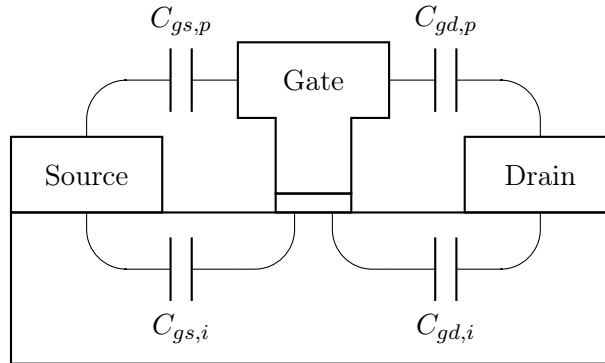 C_{gs,p}
C_{gd,p}
Gate
Source
Drain
C_{gs,i}
C_{gd,i}